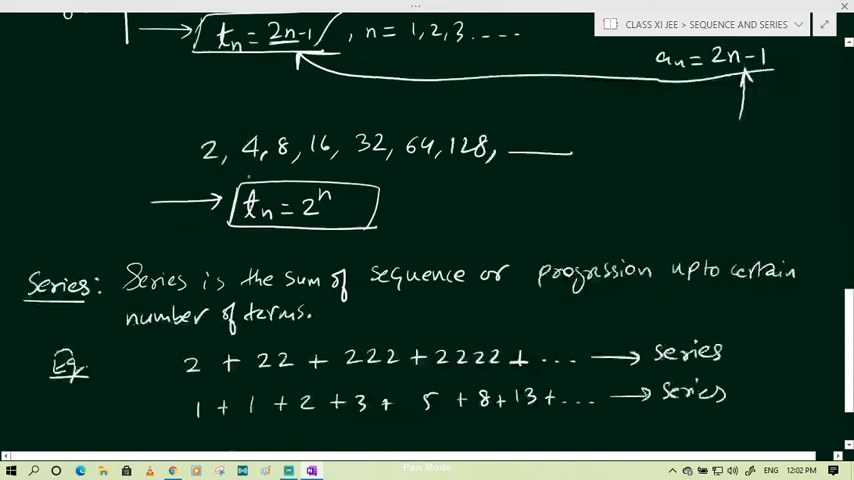 CLASS XI JEE > SEQUENCE AND SERIES
tₙ = 2n-1 , n = 1, 2, 3 .....
aₙ = 2n-1
2, 4, 8, 16, 32, 64, 128,
tₙ = 2ⁿ
Series: Series is the sum of sequence or progression upto certain
number of terms.
Eg. 2 + 22 + 222 + 2222 + ... → series
1 + 1 + 2 + 3 + 5 + 8 + 13 + ... → series
Pen Mode
ENG 12:02 PM